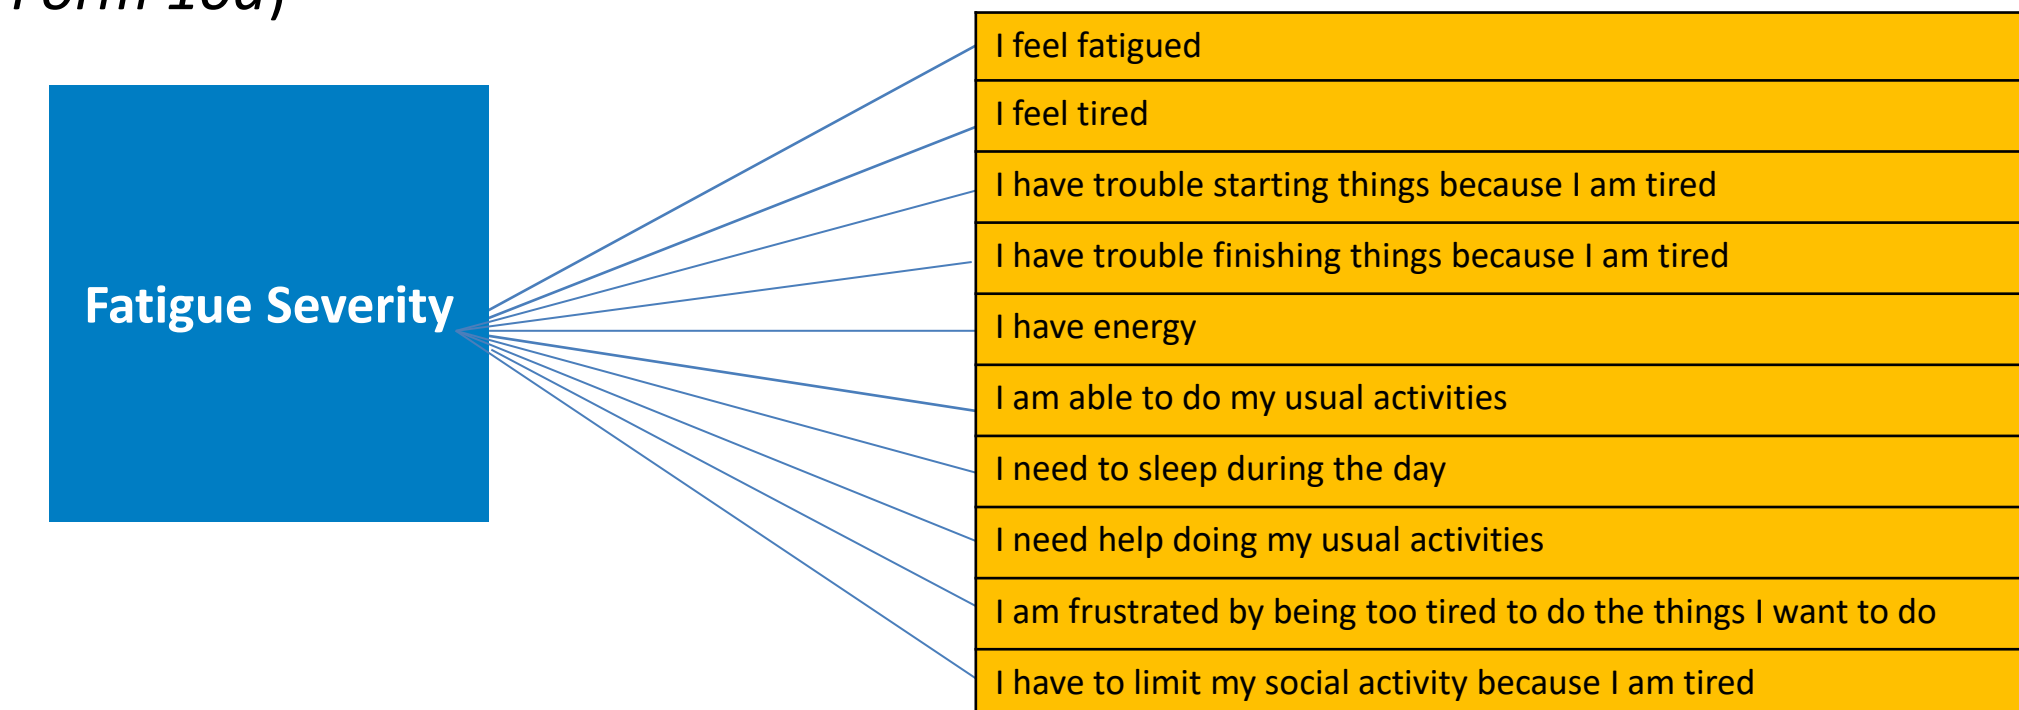 Form 10a)
I feel fatigued
I feel tired
I have trouble starting things because I am tired
I have trouble finishing things because I am tired
Fatigue Severity
I have energy
I am able to do my usual activities
I need to sleep during the day
I need help doing my usual activities
I am frustrated by being too tired to do the things I want to do
I have to limit my social activity because I am tired